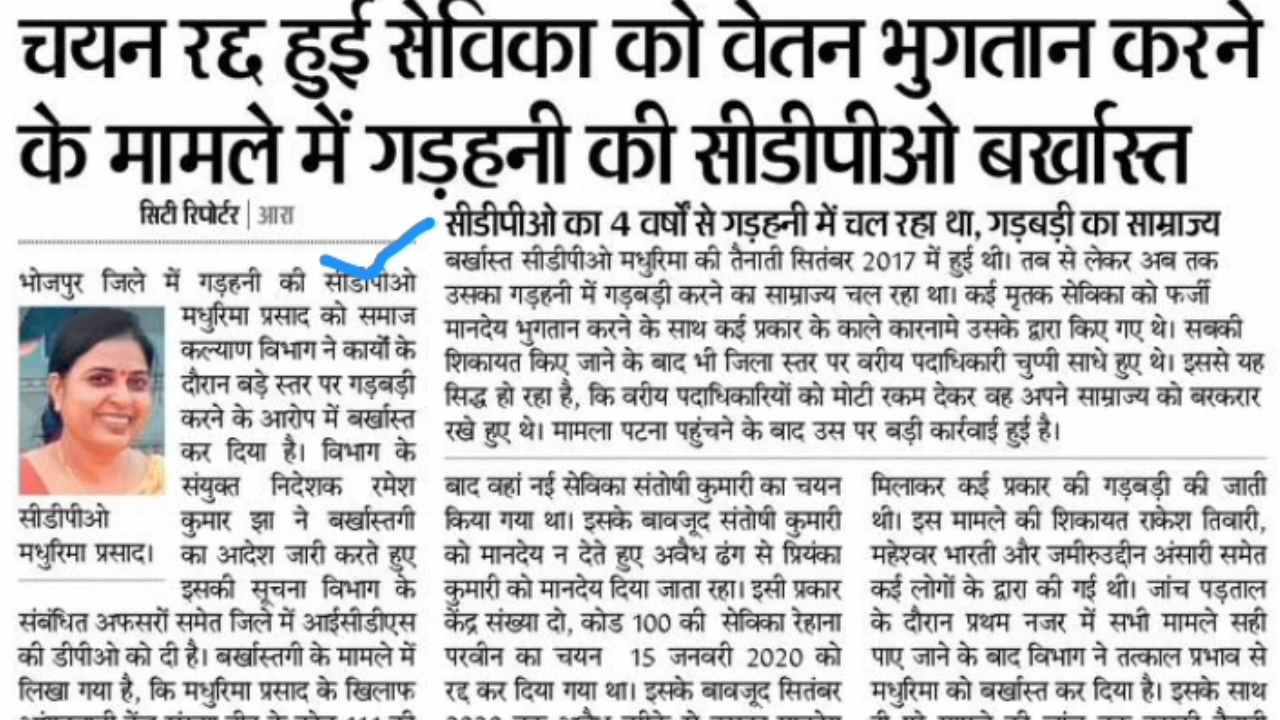 चयन रद्द हुई सेविका को वेतन भुगतान करने
के मामले में गड़हनी की सीडीपीओ बर्खास्त
सिटी रिपोर्टर | आरा
भोजपुर जिले में गड़हनी की सीडीपीओ
मधुरिमा प्रसाद को समाज
कल्याण विभाग ने कार्यों के
दौरान बड़े स्तर पर गड़बड़ी
करने के आरोप में बर्खास्त
कर दिया है। विभाग के
संयुक्त निदेशक रमेश
कुमार झा ने बर्खास्तगी
का आदेश जारी करते हुए
इसकी सूचना विभाग के
सीडीपीओ
मधुरिमा प्रसाद।
संबंधित अफसरों समेत जिले में आईसीडीएस
की डीपीओ को दी है। बर्खास्तगी के मामले में
लिखा गया है, कि मधुरिमा प्रसाद के खिलाफ
सीडीपीओ का 4 वर्षों से गड़हनी में चल रहा था, गड़बड़ी का साम्राज्य
बर्खास्त सीडीपीओ मधुरिमा की तैनाती सितंबर 2017 में हुई थी। तब से लेकर अब तक
उसका गड़हनी में गड़बड़ी करने का साम्राज्य चल रहा था। कई मृतक सेविका को फर्जी
मानदेय भुगतान करने के साथ कई प्रकार के काले कारनामे उसके द्वारा किए गए थे। सबकी
शिकायत किए जाने के बाद भी जिला स्तर पर वरीय पदाधिकारी चुप्पी साधे हुए थे। इससे यह
सिद्ध हो रहा है, कि वरीय पदाधिकारियों को मोटी रकम देकर वह अपने साम्राज्य को बरकरार
रखे हुए थे। मामला पटना पहुंचने के बाद उस पर बड़ी कार्रवाई हुई है।
बाद वहां नई सेविका संतोषी कुमारी का चयन
किया गया था। इसके बावजूद संतोषी कुमारी
को मानदेय न देते हुए अवैध ढंग से प्रियंका
कुमारी को मानदेय दिया जाता रहा। इसी प्रकार
केंद्र संख्या दो, कोड 100 की सेविका रेहाना
परवीन का चयन 15 जनवरी 2020 को
रद्द कर दिया गया था। इसके बावजूद सितंबर
मिलाकर कई प्रकार की गड़बड़ी की जाती
थी। इस मामले की शिकायत राकेश तिवारी,
महेश्वर भारती और जमीरुउद्दीन अंसारी समेत
कई लोगों के द्वारा की गई थी। जांच पड़ताल
के दौरान प्रथम नजर में सभी मामले सही
पाए जाने के बाद विभाग ने तत्काल प्रभाव से
मधुरिमा को बर्खास्त कर दिया है। इसके साथ